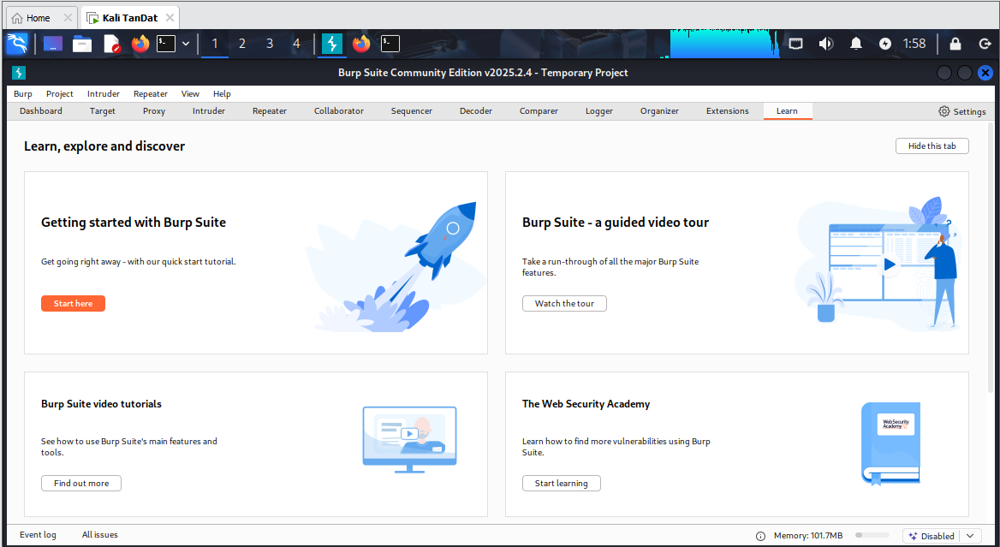 Home
Kali TanDat
1 2 3 4
1:58
Burp Suite Community Edition v2025.2.4 - Temporary Project
Burp Project Intruder Repeater View Help
Dashboard Target Proxy Intruder Repeater Collaborator Sequencer Decoder Comparer Logger Organizer Extensions Learn Settings
Learn, explore and discover
Hide this tab
Getting started with Burp Suite
Get going right away - with our quick start tutorial.
Start here
Burp Suite - a guided video tour
Take a run-through of all the major Burp Suite
features.
Watch the tour
Burp Suite video tutorials
See how to use Burp Suite's main features and
tools.
Find out more
The Web Security Academy
Learn how to find more vulnerabilities using Burp
Suite.
Start learning
WebSecurity
Academy
Event log All issues
Memory: 101.7MB
Disabled